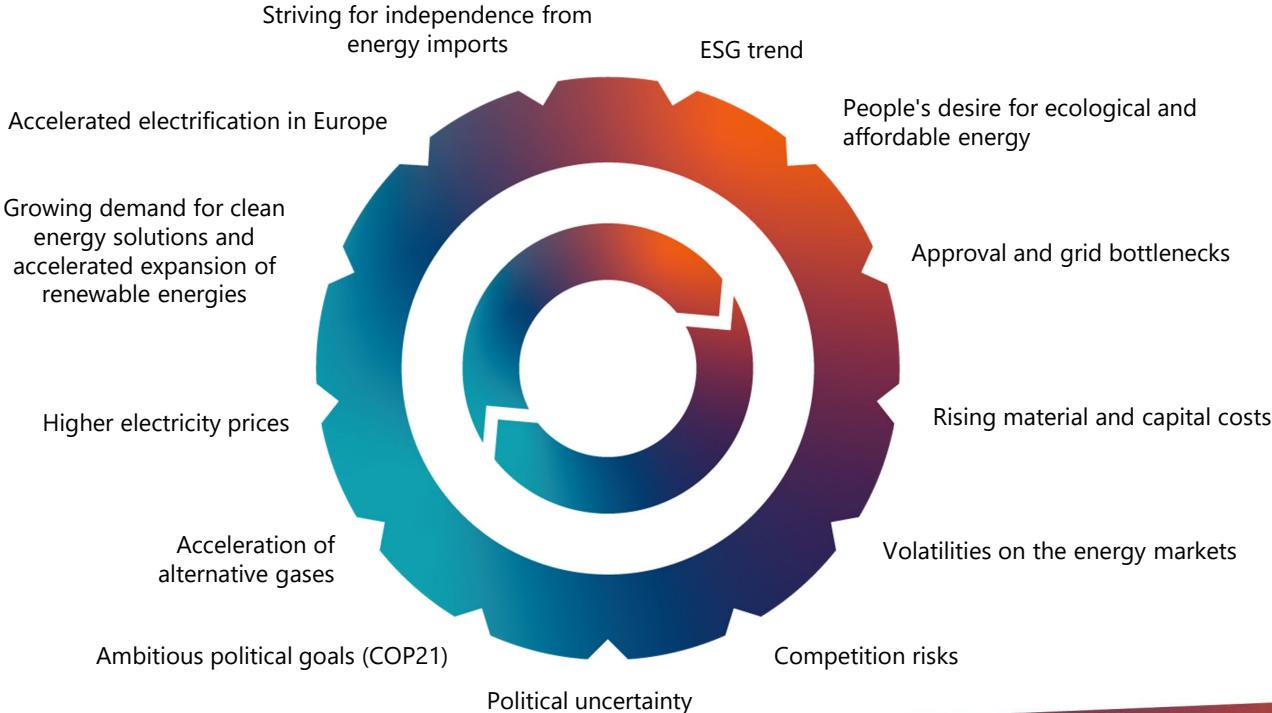 Striving for independence from
energy imports
ESG trend
People's desire for ecological and
affordable energy
Accelerated electrification in Europe
Growing demand for clean
energy solutions and
accelerated expansion of
renewable energies
Approval and grid bottlenecks
Higher electricity prices
Rising material and capital costs
Acceleration of
alternative gases
Volatilities on the energy markets
Ambitious political goals (COP21)
Competition risks
Political uncertainty